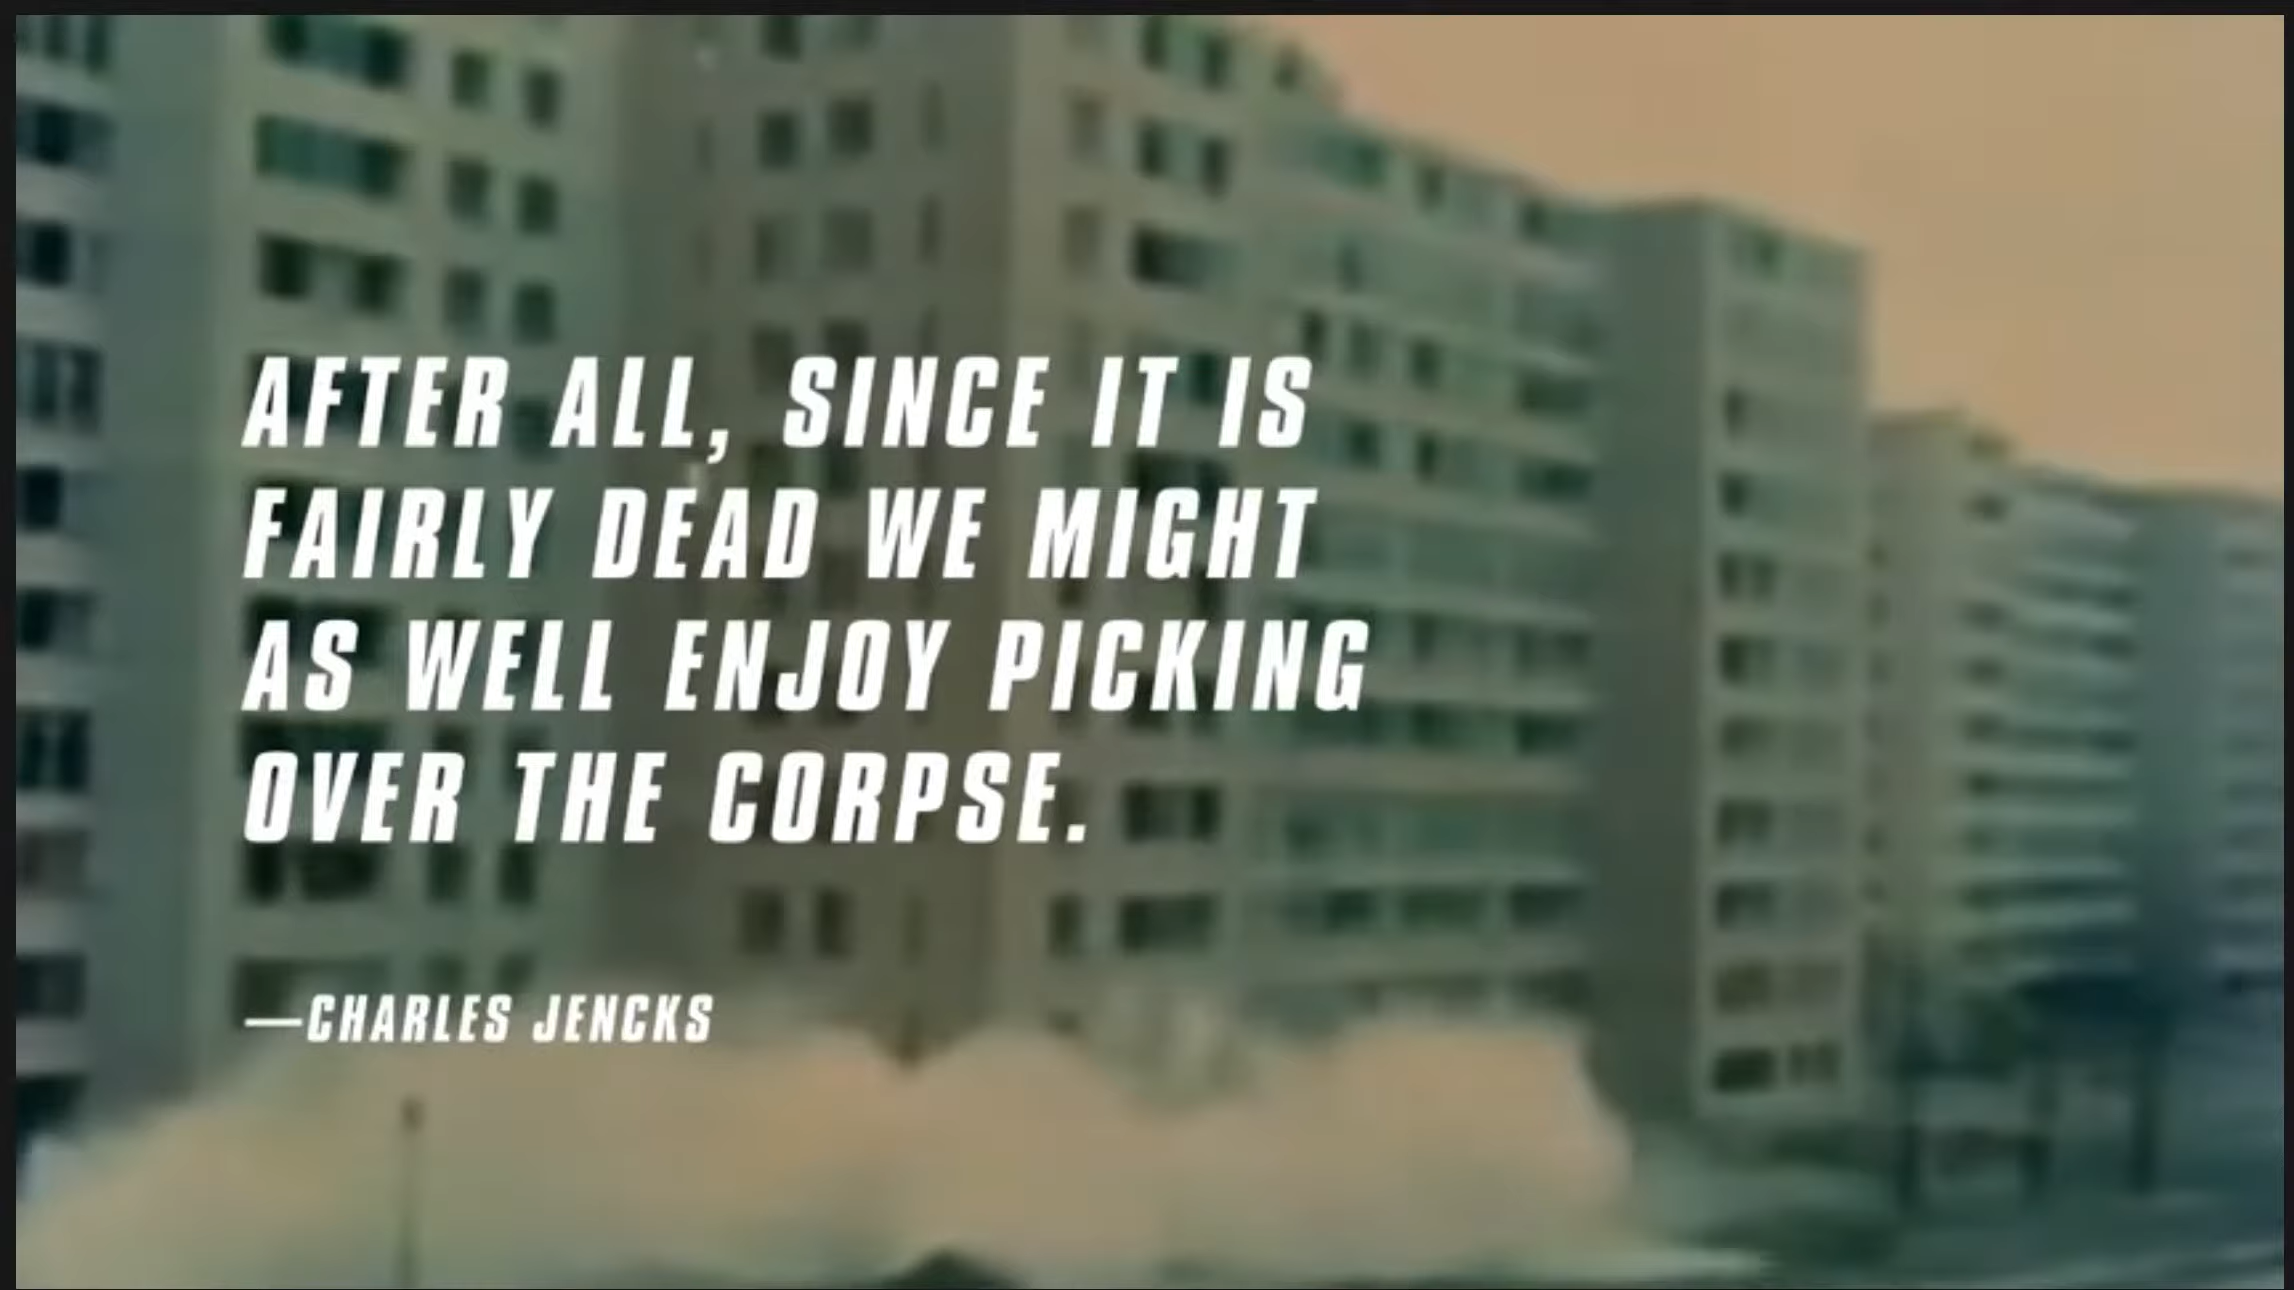 AFTER ALL, SINCE IT IS
FAIRLY DEAD WE MIGHT
AS WELL ENJOY PICKING
OVER THE CORPSE.
—CHARLES JENCKS